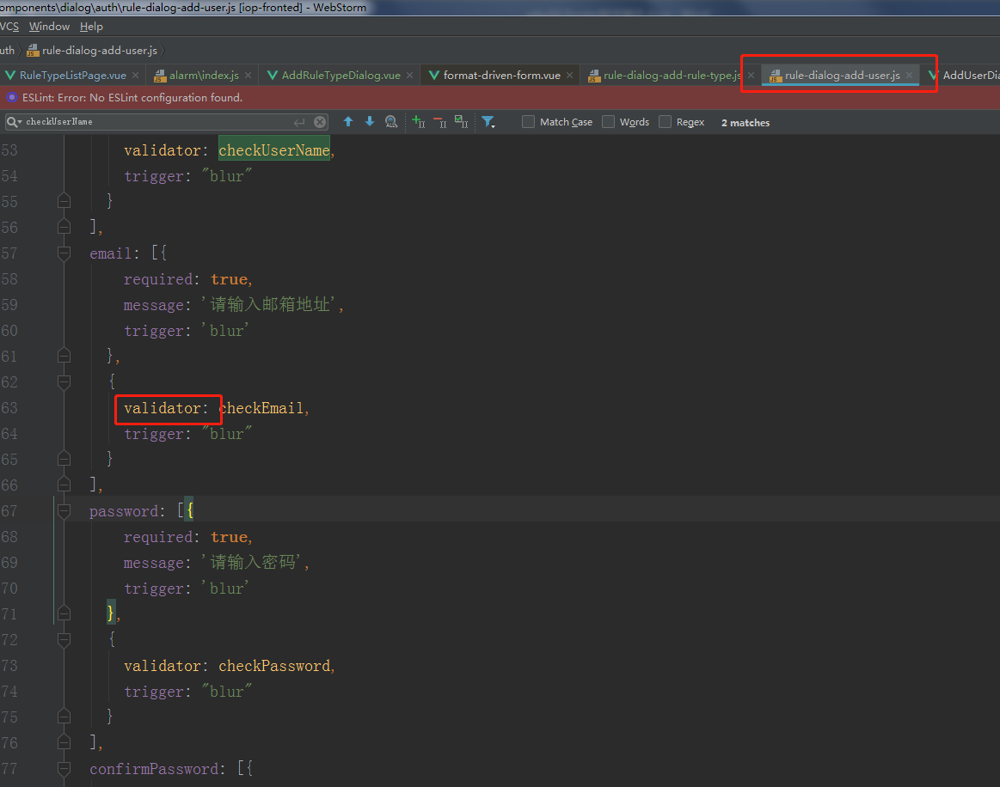 omponents\dialog\auth\rule-dialog-add-user.js [iop-fronted] - WebStorm
VCS Window Help
uth rule-dialog-add-user.js
RuleTypeListPage.vue alarm\index.js AddRuleTypeDialog.vue format-driven-form.vue rule-dialog-add-rule-type.js rule-dialog-add-user.js AddUserDia
ESLint: Error: No ESLint configuration found.
checkUserName Match Case Words Regex 2 matches
53 validator: checkUserName,
54 trigger: "blur"
55 }
56 ],
57 email: [{
58 required: true,
59 message: '请输入邮箱地址',
60 trigger: 'blur'
61 },
62 {
63 validator: checkEmail,
64 trigger: "blur"
65 }
66 ],
67 password: [{
68 required: true,
69 message: '请输入密码',
70 trigger: 'blur'
71 },
72 {
73 validator: checkPassword,
74 trigger: "blur"
75 }
76 ],
77 confirmPassword: [{